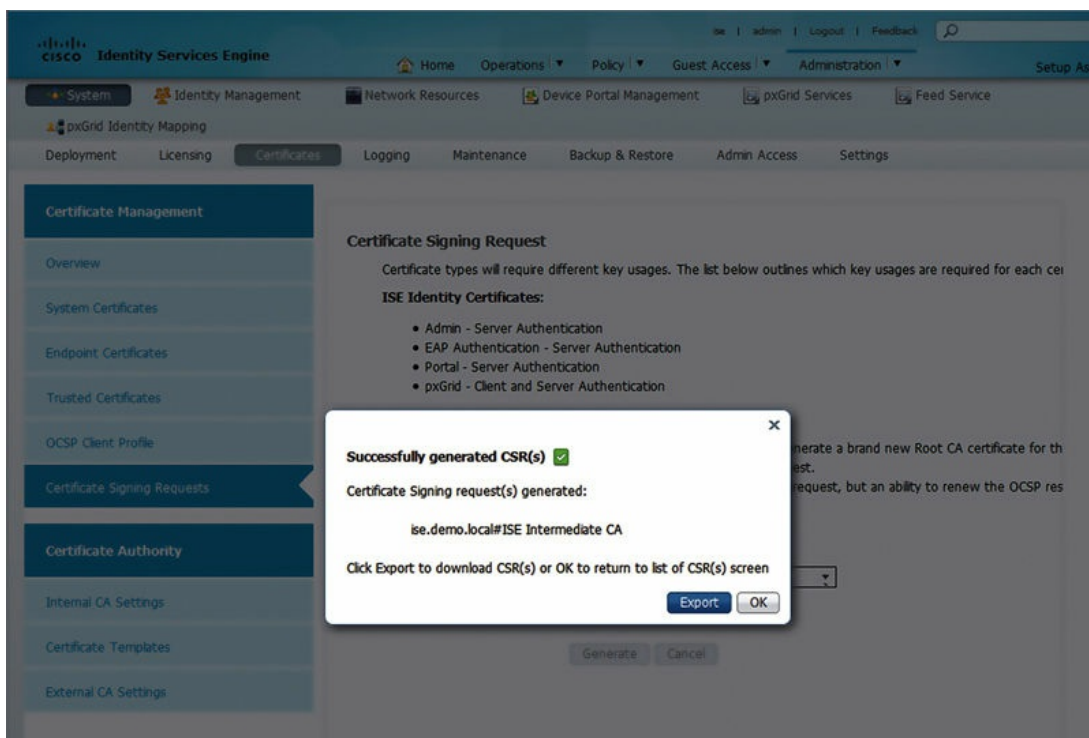 ise | admin | Logout | Feedback
CISCO Identity Services Engine
Home Operations Policy Guest Access Administration Setup As
System Identity Management Network Resources Device Portal Management pxGrid Services Feed Service
pxGrid Identity Mapping
Deployment Licensing Certificates Logging Maintenance Backup & Restore Admin Access Settings
Certificate Management
Overview
System Certificates
Endpoint Certificates
Trusted Certificates
OCSP Client Profile
Certificate Signing Requests
Certificate Authority
Internal CA Settings
Certificate Templates
External CA Settings
Certificate Signing Request
Certificate types will require different key usages. The list below outlines which key usages are required for each cer
ISE Identity Certificates:
• Admin - Server Authentication
• EAP Authentication - Server Authentication
• Portal - Server Authentication
• pxGrid - Client and Server Authentication
nerate a brand new Root CA certificate for th
est.
request, but an ability to renew the OCSP res
Successfully generated CSR(s)
Certificate Signing request(s) generated:
ise.demo.local#ISE Intermediate CA
Click Export to download CSR(s) or OK to return to list of CSR(s) screen
Export OK
Generate Cancel